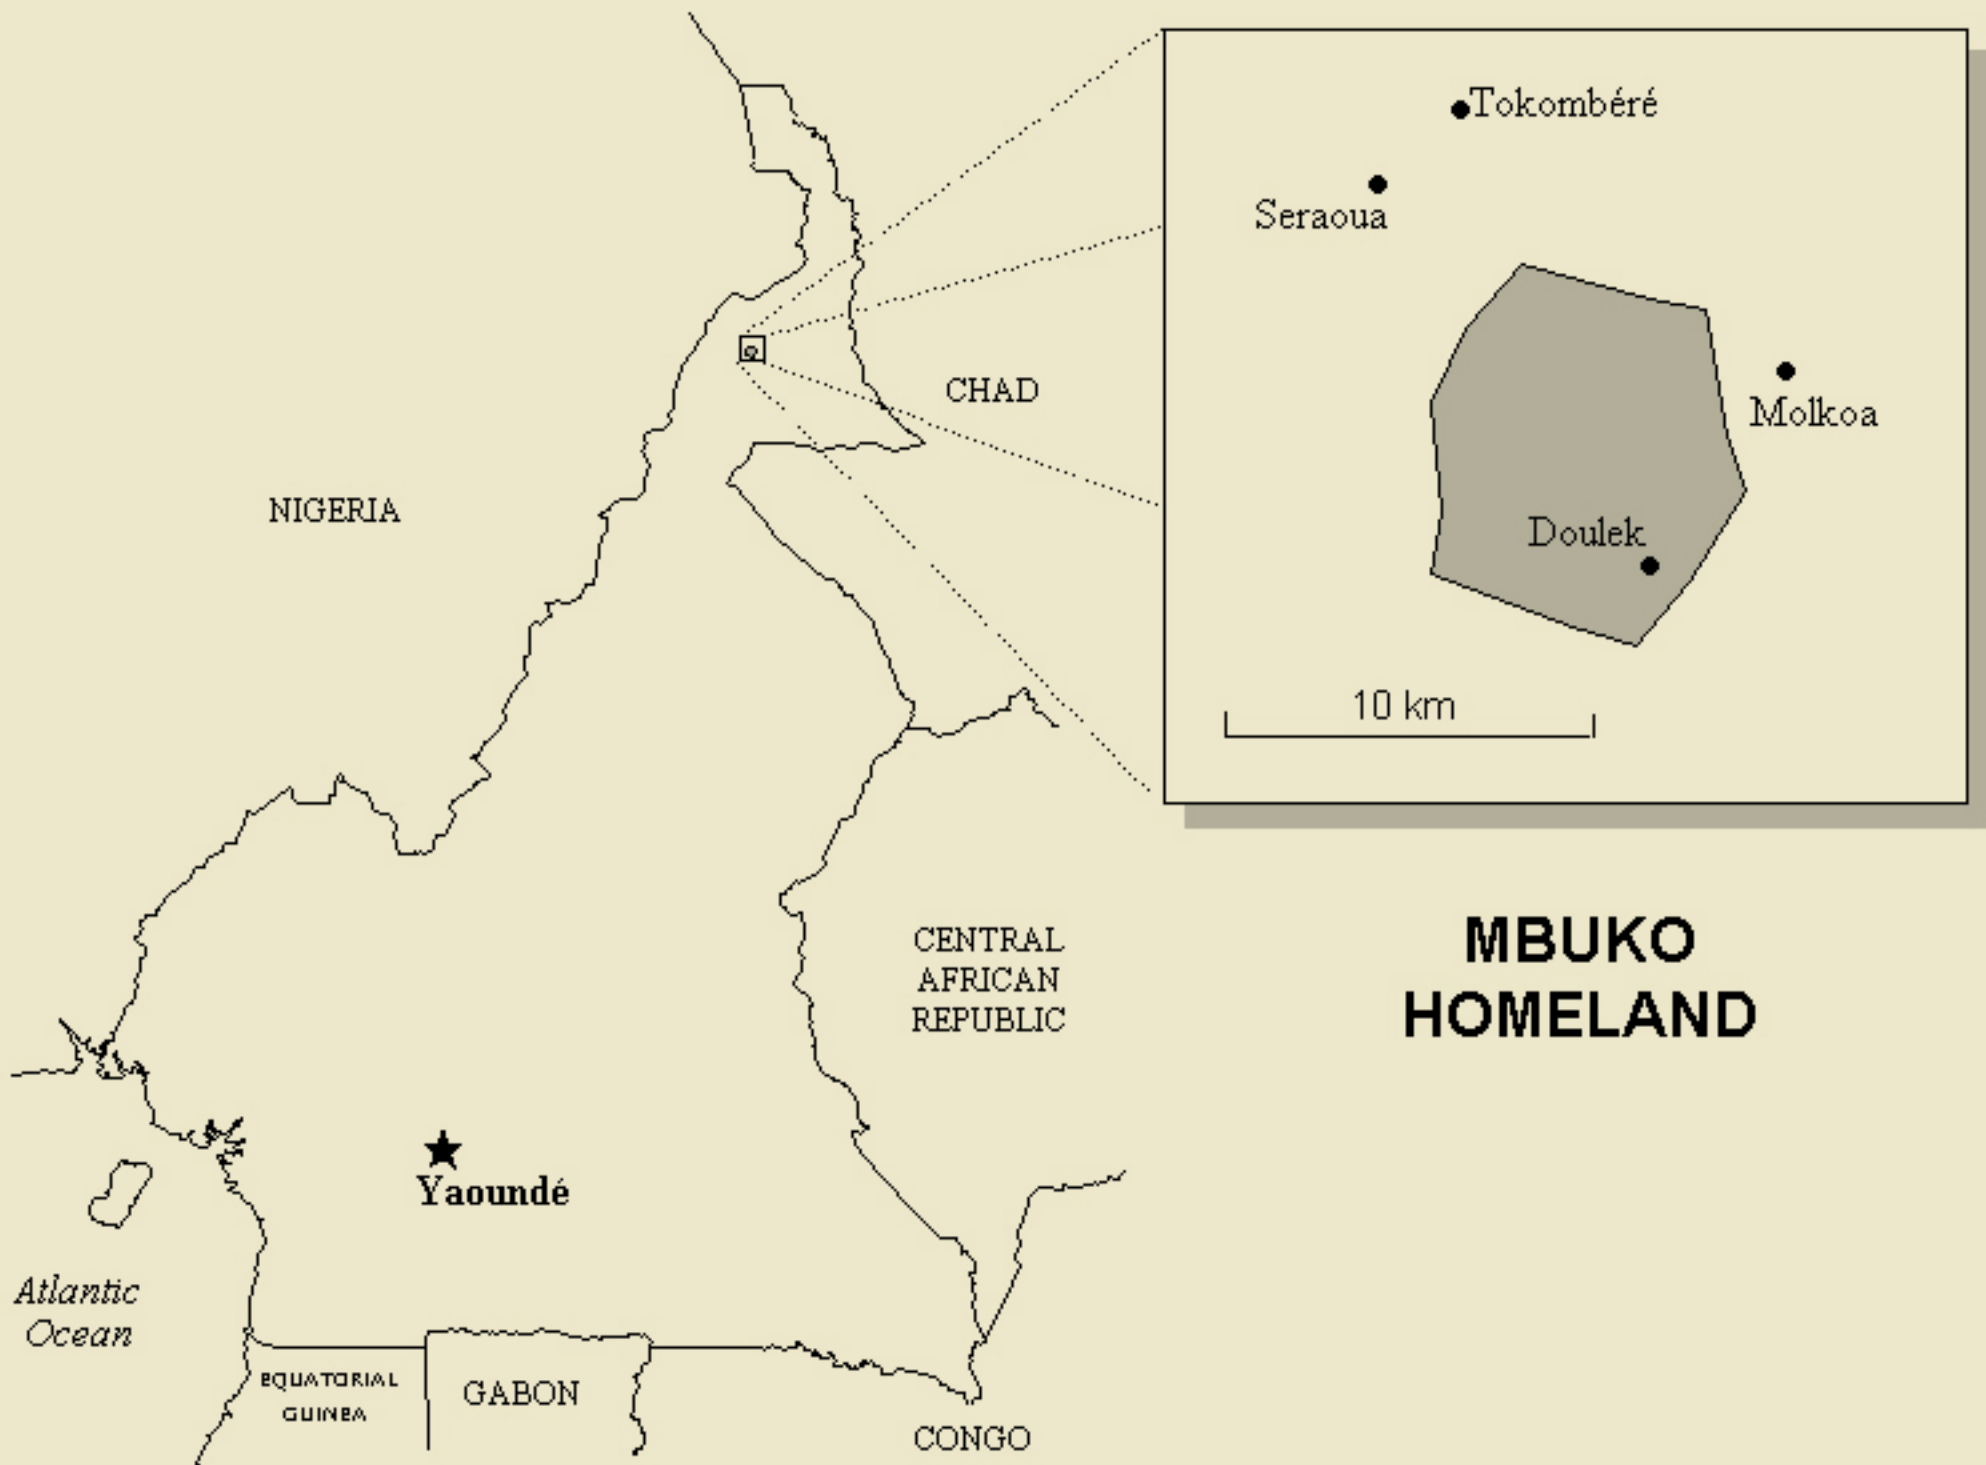 Tokombéré
Seraoua
CHAD
Molkoa
NIGERIA
Doulek
10 km
CENTRAL
AFRICAN
REPUBLIC
MBUKO
HOMELAND
Yaoundé
Atlantic
Ocean
EQUATORIAL
GUINEA
GABON
CONGO